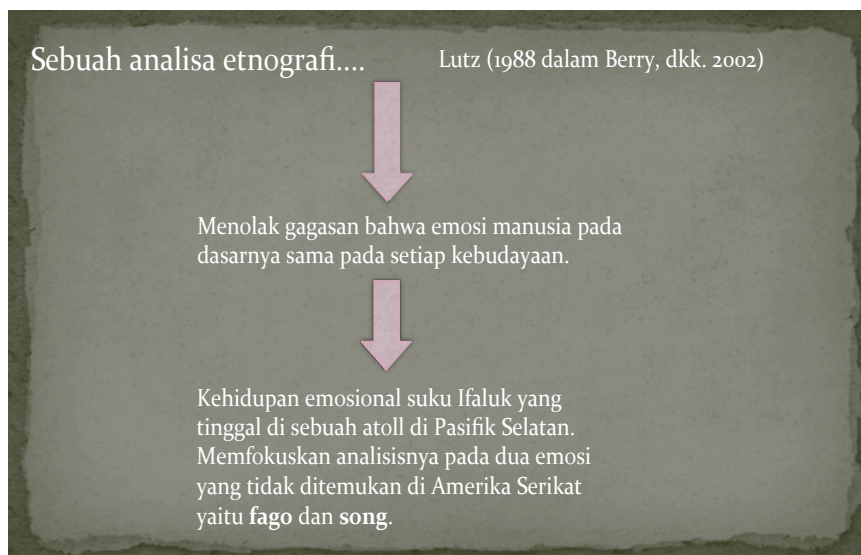 Sebuah analisa etnografi....
Lutz (1988 dalam Berry, dkk. 2002)
Menolak gagasan bahwa emosi manusia pada
dasarnya sama pada setiap kebudayaan.
Kehidupan emosional suku Ifaluk yang
tinggal di sebuah atoll di Pasifik Selatan.
Memfokuskan analisisnya pada dua emosi
yang tidak ditemukan di Amerika Serikat
yaitu fago dan song.